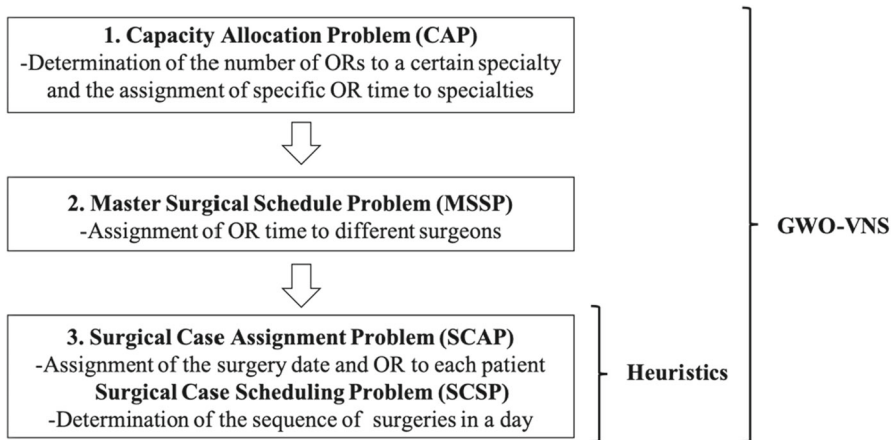 1. Capacity Allocation Problem (CAP)
-Determination of the number of ORs to a certain specialty
and the assignment of specific OR time to specialties
2. Master Surgical Schedule Problem (MSSP)
-Assignment of OR time to different surgeons
GWO-VNS
3. Surgical Case Assignment Problem (SCAP)
-Assignment of the surgery date and OR to each patient
Surgical Case Scheduling Problem (SCSP)
-Determination of the sequence of surgeries in a day
Heuristics